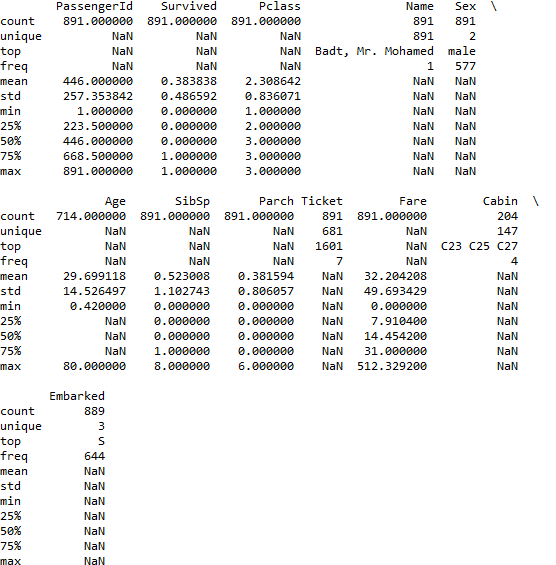 PassengerId    Survived      Pclass                 Name   Sex  \
count   891.000000  891.000000  891.000000                  891   891
unique         NaN         NaN         NaN                  891     2
top            NaN         NaN         NaN  Badt, Mr. Mohamed  male
freq           NaN         NaN         NaN                    1   577
mean    446.000000    0.383838    2.308642                  NaN   NaN
std     257.353842    0.486592    0.836071                  NaN   NaN
min       1.000000    0.000000    1.000000                  NaN   NaN
25%     223.500000    0.000000    2.000000                  NaN   NaN
50%     446.000000    0.000000    3.000000                  NaN   NaN
75%     668.500000    1.000000    3.000000                  NaN   NaN
max     891.000000    1.000000    3.000000                  NaN   NaN

               Age       SibSp       Parch Ticket        Fare        Cabin  \
count   714.000000  891.000000  891.000000    891  891.000000          204
unique         NaN         NaN         NaN    681         NaN          147
top            NaN         NaN         NaN   1601         NaN  C23 C25 C27
freq           NaN         NaN         NaN      7         NaN            4
mean     29.699118    0.523008    0.381594    NaN   32.204208          NaN
std      14.526497    1.102743    0.806057    NaN   49.693429          NaN
min       0.420000    0.000000    0.000000    NaN    0.000000          NaN
25%            NaN    0.000000    0.000000    NaN    7.910400          NaN
50%            NaN    0.000000    0.000000    NaN   14.454200          NaN
75%            NaN    1.000000    0.000000    NaN   31.000000          NaN
max      80.000000    8.000000    6.000000    NaN  512.329200          NaN

       Embarked
count       889
unique        3
top           S
freq        644
mean        NaN
std         NaN
min         NaN
25%         NaN
50%         NaN
75%         NaN
max         NaN